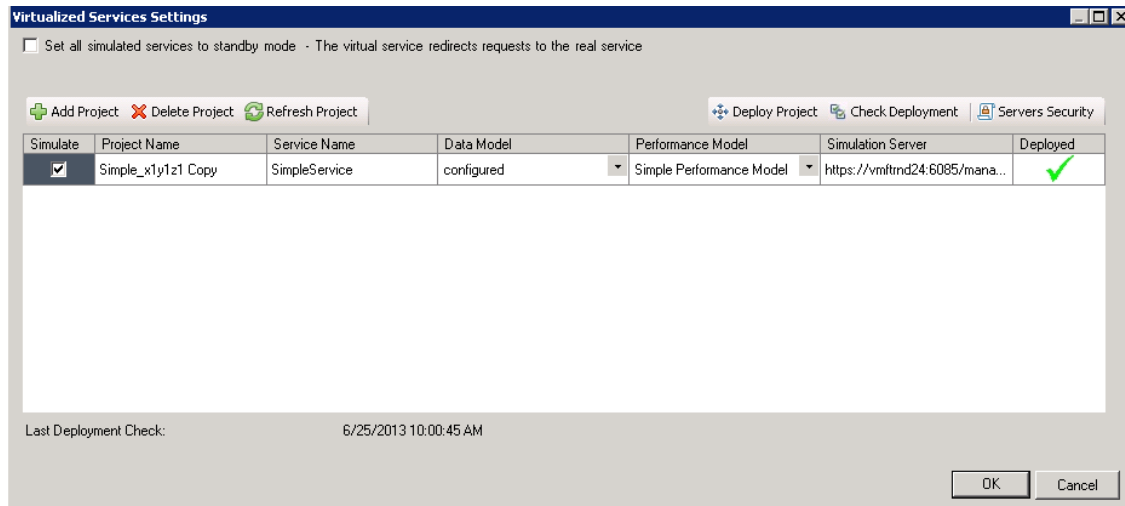 Virtualized Services Settings
Set all simulated services to standby mode - The virtual service redirects requests to the real service
Add Project Delete Project Refresh Project Deploy Project Check Deployment Servers Security
Simulate Project Name Service Name Data Model Performance Model Simulation Server Deployed
Simple_x1y1z1 Copy SimpleService configured Simple Performance Model https://vmftrnd24:6085/mana...
Last Deployment Check: 6/25/2013 10:00:45 AM
OK Cancel